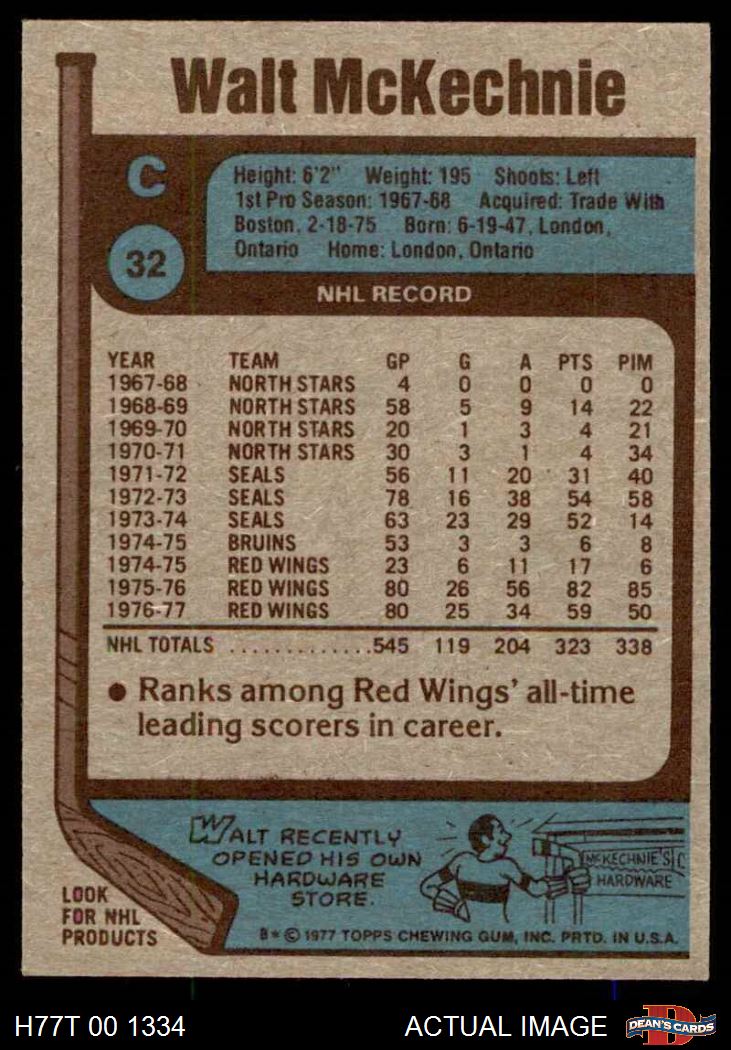 Walt McKechnie
C
32
Height: 6'2" Weight: 195 Shoots: Left
1st Pro Season: 1967-68 Acquired: Trade With
Boston, 2-18-75 Born: 6-19-47, London,
Ontario Home: London, Ontario
NHL RECORD
YEAR TEAM GP G A PTS PIM
1967-68 NORTH STARS 4 0 0 0 0
1968-69 NORTH STARS 58 5 9 14 22
1969-70 NORTH STARS 20 1 3 4 21
1970-71 NORTH STARS 30 3 1 4 34
1971-72 SEALS 56 11 20 31 40
1972-73 SEALS 78 16 38 54 58
1973-74 SEALS 63 23 29 52 14
1974-75 BRUINS 53 3 3 6 8
1974-75 RED WINGS 23 6 11 17 6
1975-76 RED WINGS 80 26 56 82 85
1976-77 RED WINGS 80 25 34 59 50
NHL TOTALS .............545 119 204 323 338
• Ranks among Red Wings' all-time
leading scorers in career.
WALT RECENTLY
OPENED HIS OWN
HARDWARE
STORE.
McKECHNIE'S
HARDWARE
LOOK
FOR NHL
PRODUCTS
B* © 1977 TOPPS CHEWING GUM, INC. PRTD. IN U.S.A.
H77T 00 1334 ACTUAL IMAGE
DEAN'S CARDS